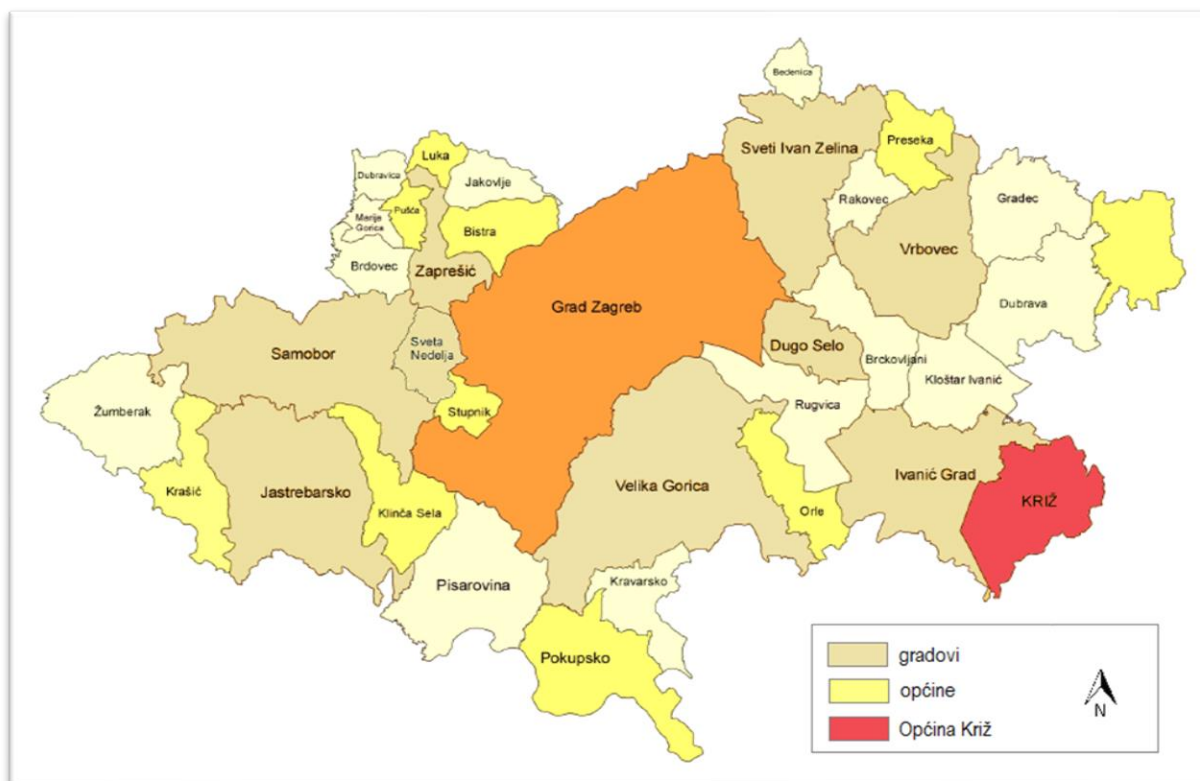 Bedenica
Sveti Ivan Zelina
Preseka
Luka
Dubravica
Jakovlje
Rakovec
Gradec
Pušća
Marija
Gorica
Bistra
Vrbovec
Brdovec
Zaprešić
Grad Zagreb
Dubrava
Samobor
Sveta
Nedelja
Dugo Selo
Brckovljani
Kloštar Ivanić
Žumberak
Stupnik
Rugvica
Krašić
Jastrebarsko
Klinča Sela
Velika Gorica
Orle
Ivanić Grad
KRIŽ
Pisarovina
Kravarsko
Pokupsko
gradovi
općine
Općina Križ
N